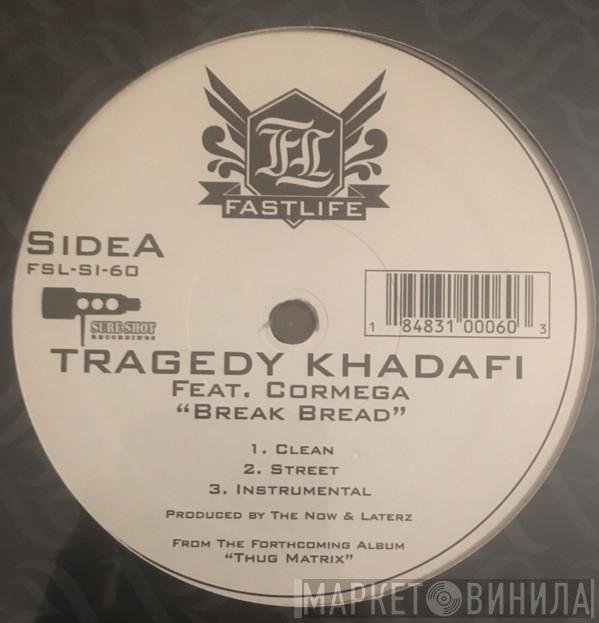 FL
FASTLIFE
SIDEA
FSL-SI-60
SURE SHOT
RECORDINGS
1 84831 00060 3
TRAGEDY KHADAFI
FEAT. CORMEGA
“BREAK BREAD”
1. CLEAN
2. STREET
3. INSTRUMENTAL
PRODUCED BY THE NOW & LATERZ
FROM THE FORTHCOMING ALBUM
“THUG MATRIX”
МАРКЕТ ВИНИЛА